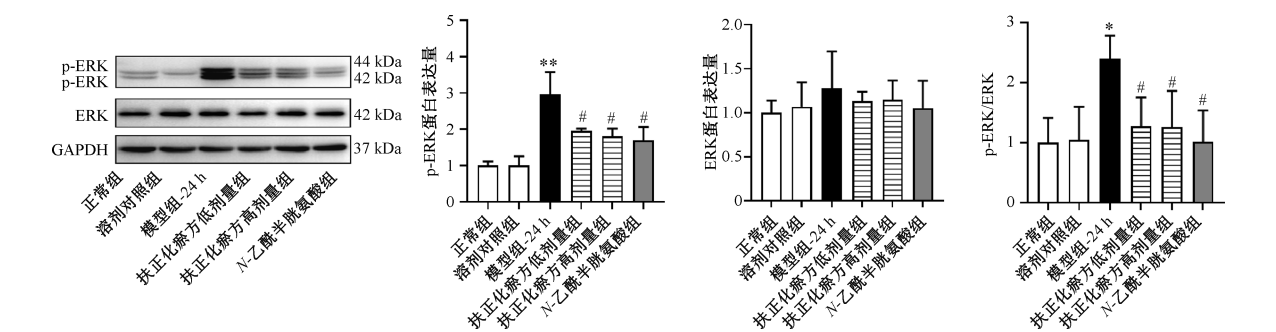 p-ERK
p-ERK
44 kDa
42 kDa
ERK
42 kDa
GAPDH
37 kDa
正常组
溶剂对照组
模型组-24 h
扶正化瘀方低剂量组
扶正化瘀方高剂量组
N-乙酰半胱氨酸组
p-ERK蛋白表达量
5
4
3
2
1
0
**
#
#
#
正常组
溶剂对照组
模型组-24 h
扶正化瘀方低剂量组
扶正化瘀方高剂量组
N-乙酰半胱氨酸组
ERK蛋白表达量
2.0
1.5
1.0
0.5
0
正常组
溶剂对照组
模型组-24 h
扶正化瘀方低剂量组
扶正化瘀方高剂量组
N-乙酰半胱氨酸组
p-ERK/ERK
3
2
1
0
*
#
#
#
正常组
溶剂对照组
模型组-24 h
扶正化瘀方低剂量组
扶正化瘀方高剂量组
N-乙酰半胱氨酸组